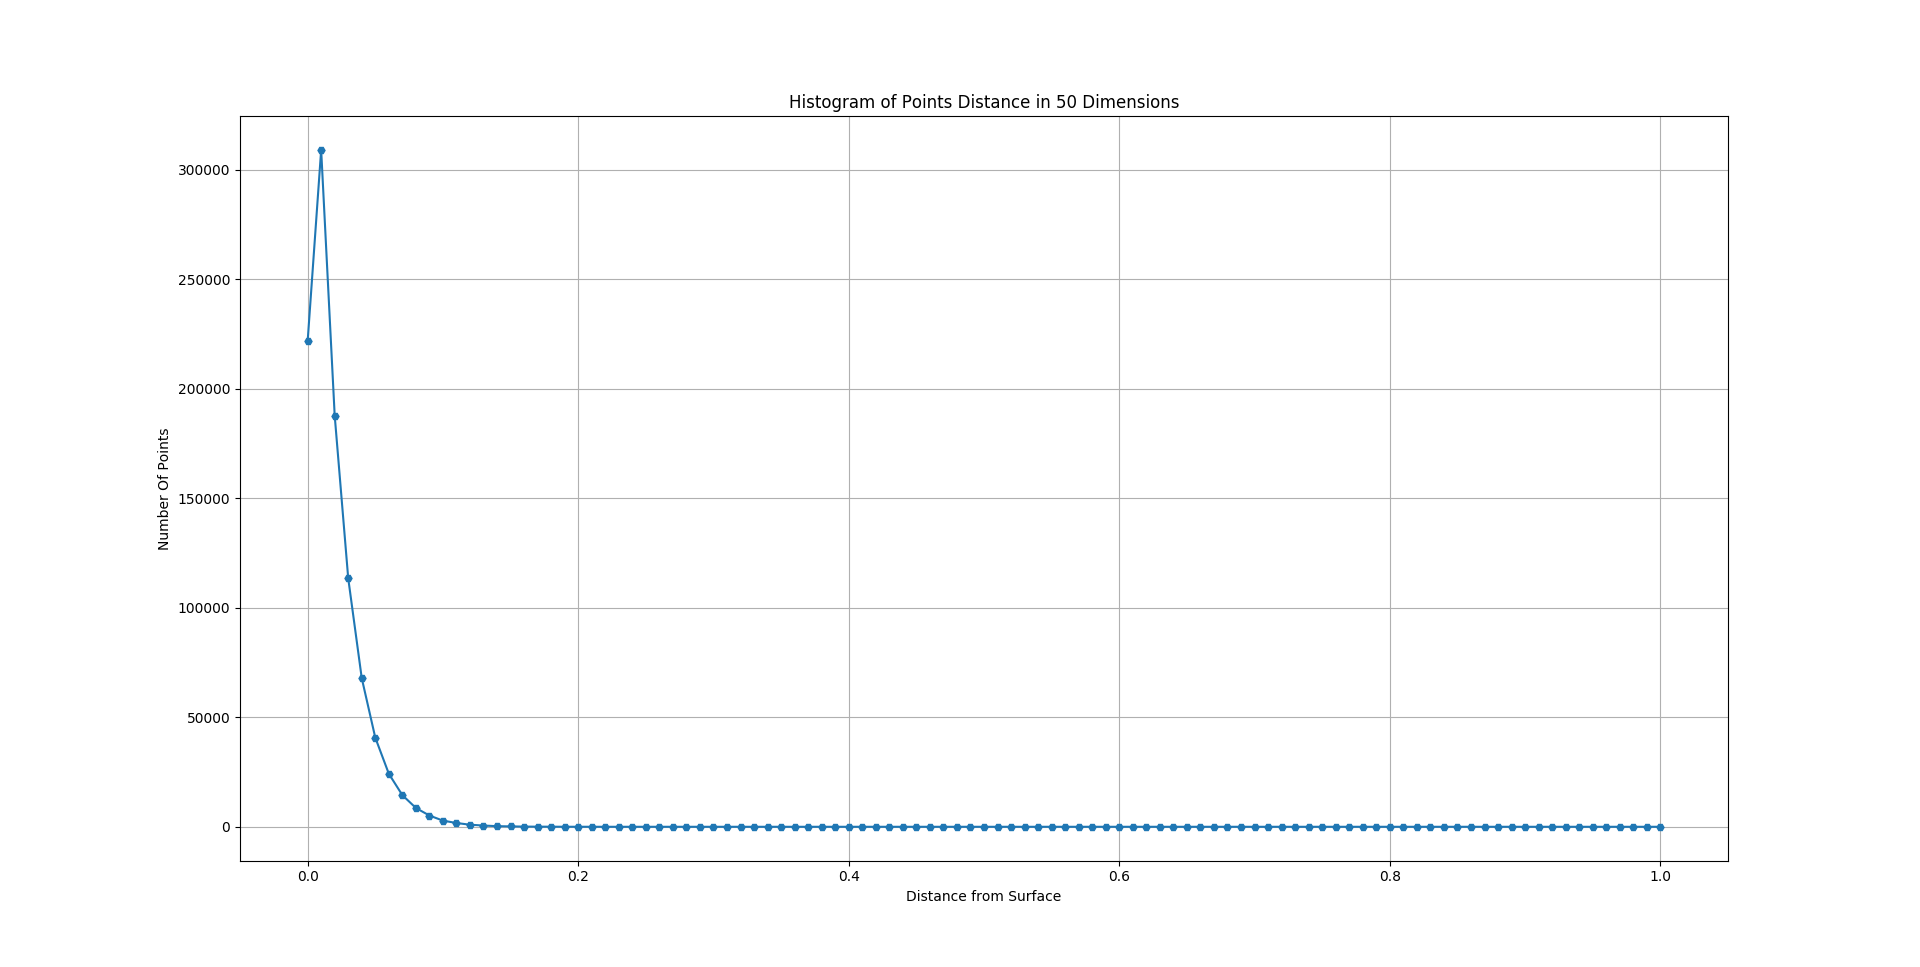 Histogram of Points Distance in 50 Dimensions
300000
250000
200000
150000
100000
50000
0
Number Of Points
0.0 0.2 0.4 0.6 0.8 1.0
Distance from Surface